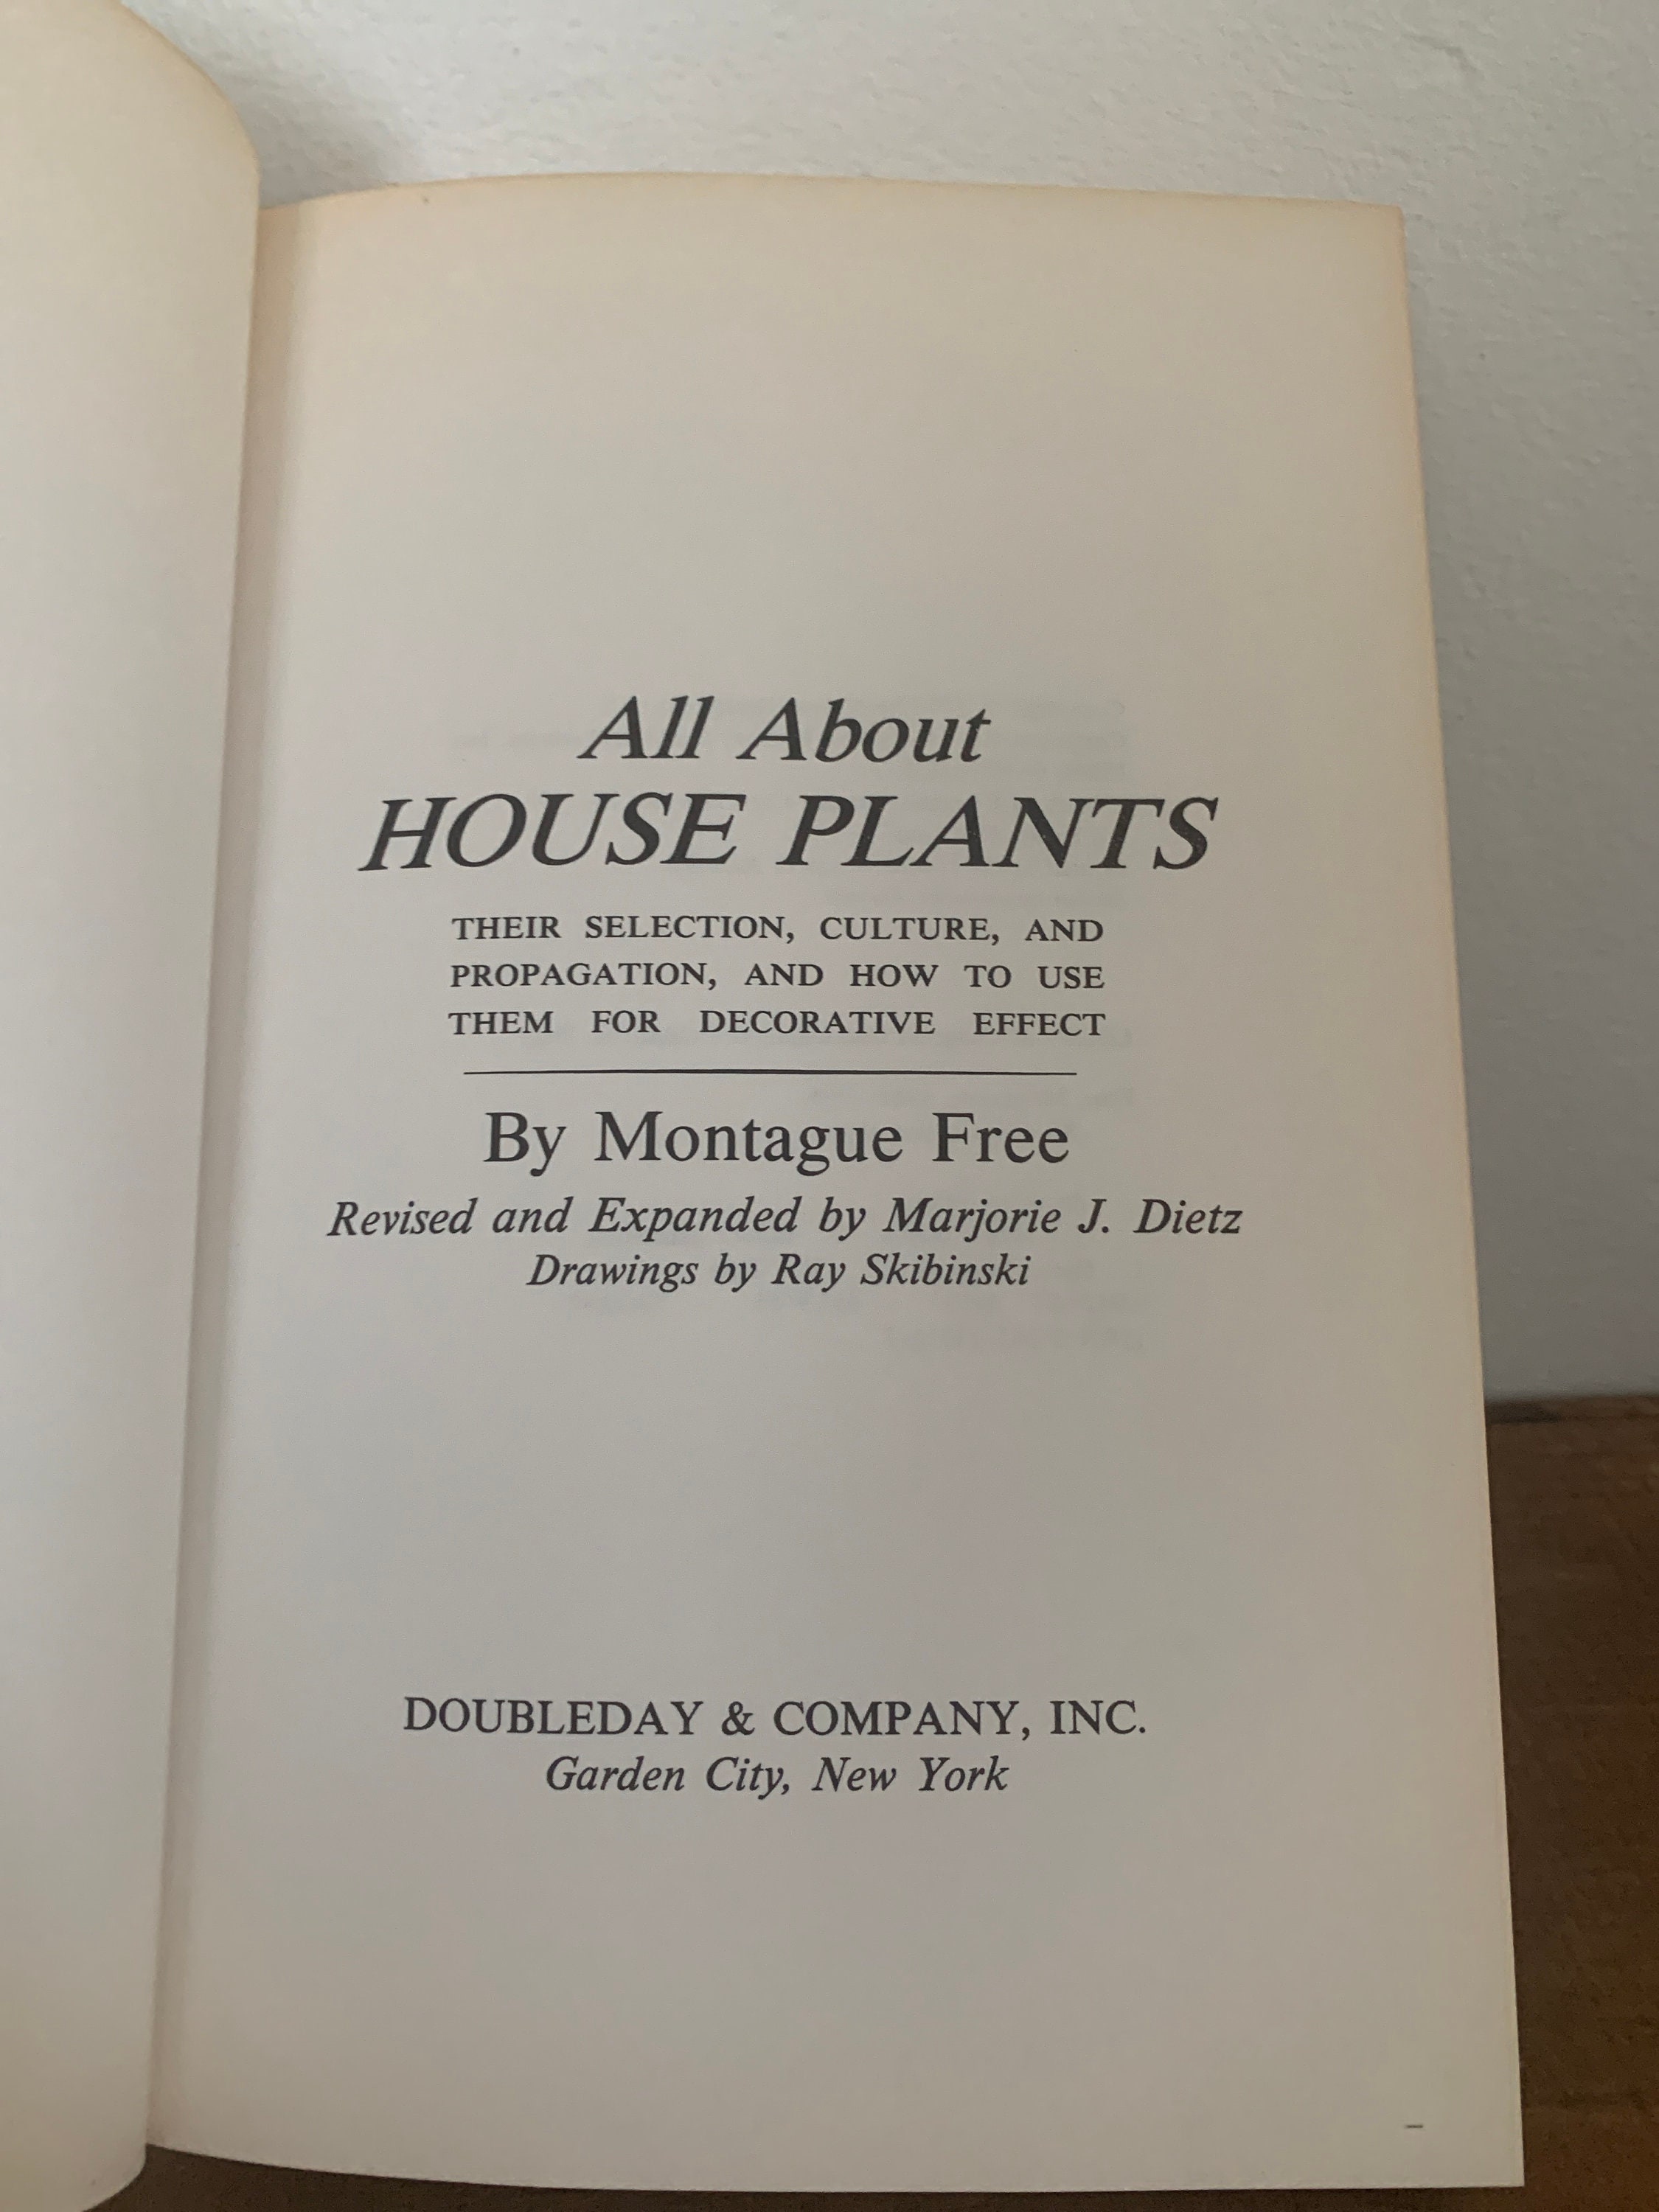 All About
HOUSE PLANTS
THEIR SELECTION, CULTURE, AND
PROPAGATION, AND HOW TO USE
THEM FOR DECORATIVE EFFECT
By Montague Free
Revised and Expanded by Marjorie J. Dietz
Drawings by Ray Skibinski
DOUBLEDAY & COMPANY, INC.
Garden City, New York